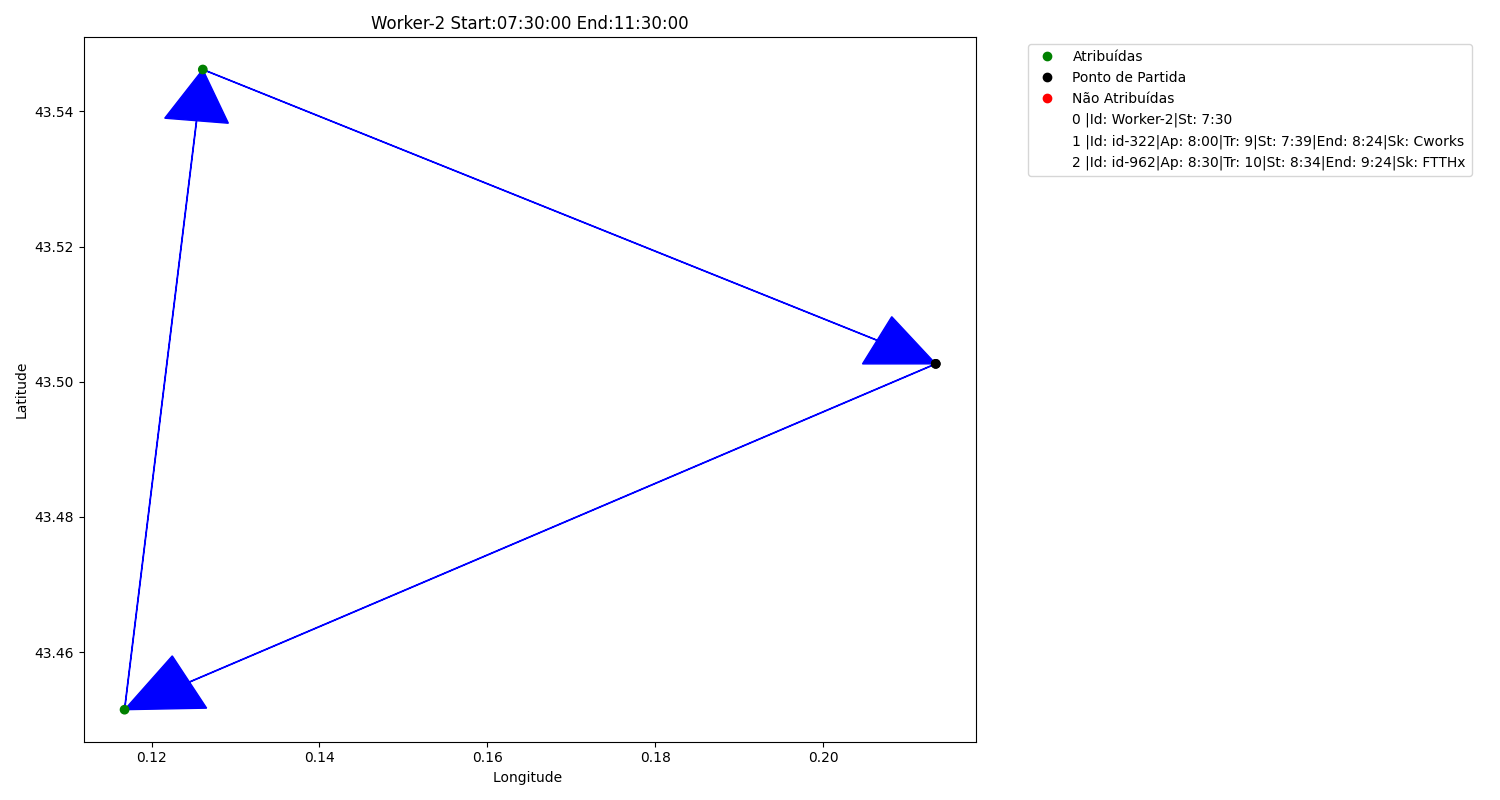 Worker-2 Start:07:30:00 End:11:30:00
Atribuídas
Ponto de Partida
Não Atribuídas
0 |Id: Worker-2|St: 7:30
1 |Id: id-322|Ap: 8:00|Tr: 9|St: 7:39|End: 8:24|Sk: Cworks
2 |Id: id-962|Ap: 8:30|Tr: 10|St: 8:34|End: 9:24|Sk: FTTHx
43.54
43.52
43.50
43.48
43.46
Latitude
0.12
0.14
0.16
0.18
0.20
Longitude